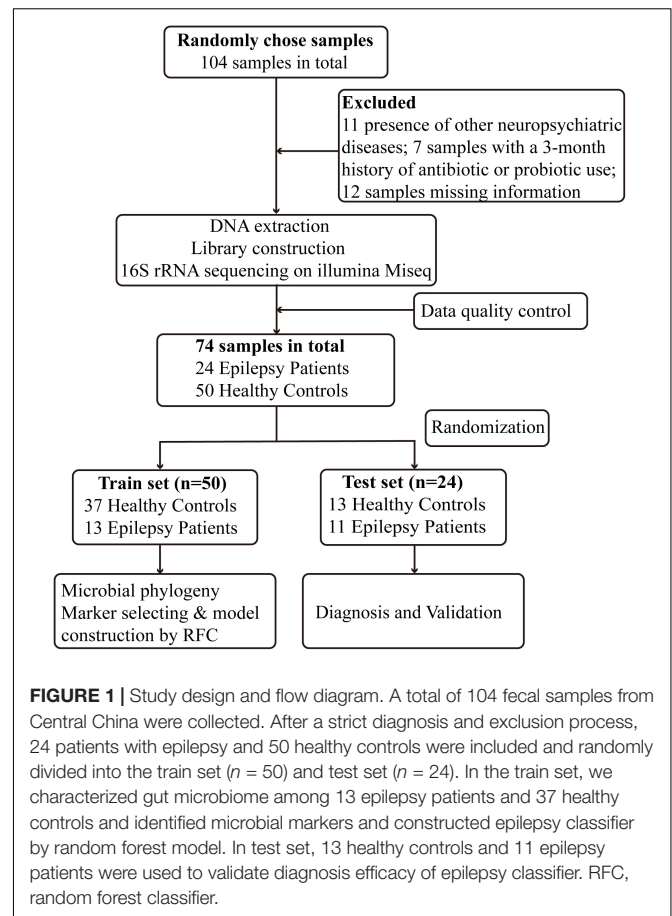 Randomly chose samples
104 samples in total
Excluded
11 presence of other neuropsychiatric
diseases; 7 samples with a 3-month
history of antibiotic or probiotic use;
12 samples missing information
DNA extraction
Library construction
16S rRNA sequencing on illumina Miseq
Data quality control
74 samples in total
24 Epilepsy Patients
50 Healthy Controls
Randomization
Train set (n=50)
37 Healthy Controls
13 Epilepsy Patients
Test set (n=24)
13 Healthy Controls
11 Epilepsy Patients
Microbial phylogeny
Marker selecting & model
construction by RFC
Diagnosis and Validation
FIGURE 1 | Study design and flow diagram. A total of 104 fecal samples from
Central China were collected. After a strict diagnosis and exclusion process,
24 patients with epilepsy and 50 healthy controls were included and randomly
divided into the train set (n = 50) and test set (n = 24). In the train set, we
characterized gut microbiome among 13 epilepsy patients and 37 healthy
controls and identified microbial markers and constructed epilepsy classifier
by random forest model. In test set, 13 healthy controls and 11 epilepsy
patients were used to validate diagnosis efficacy of epilepsy classifier. RFC,
random forest classifier.